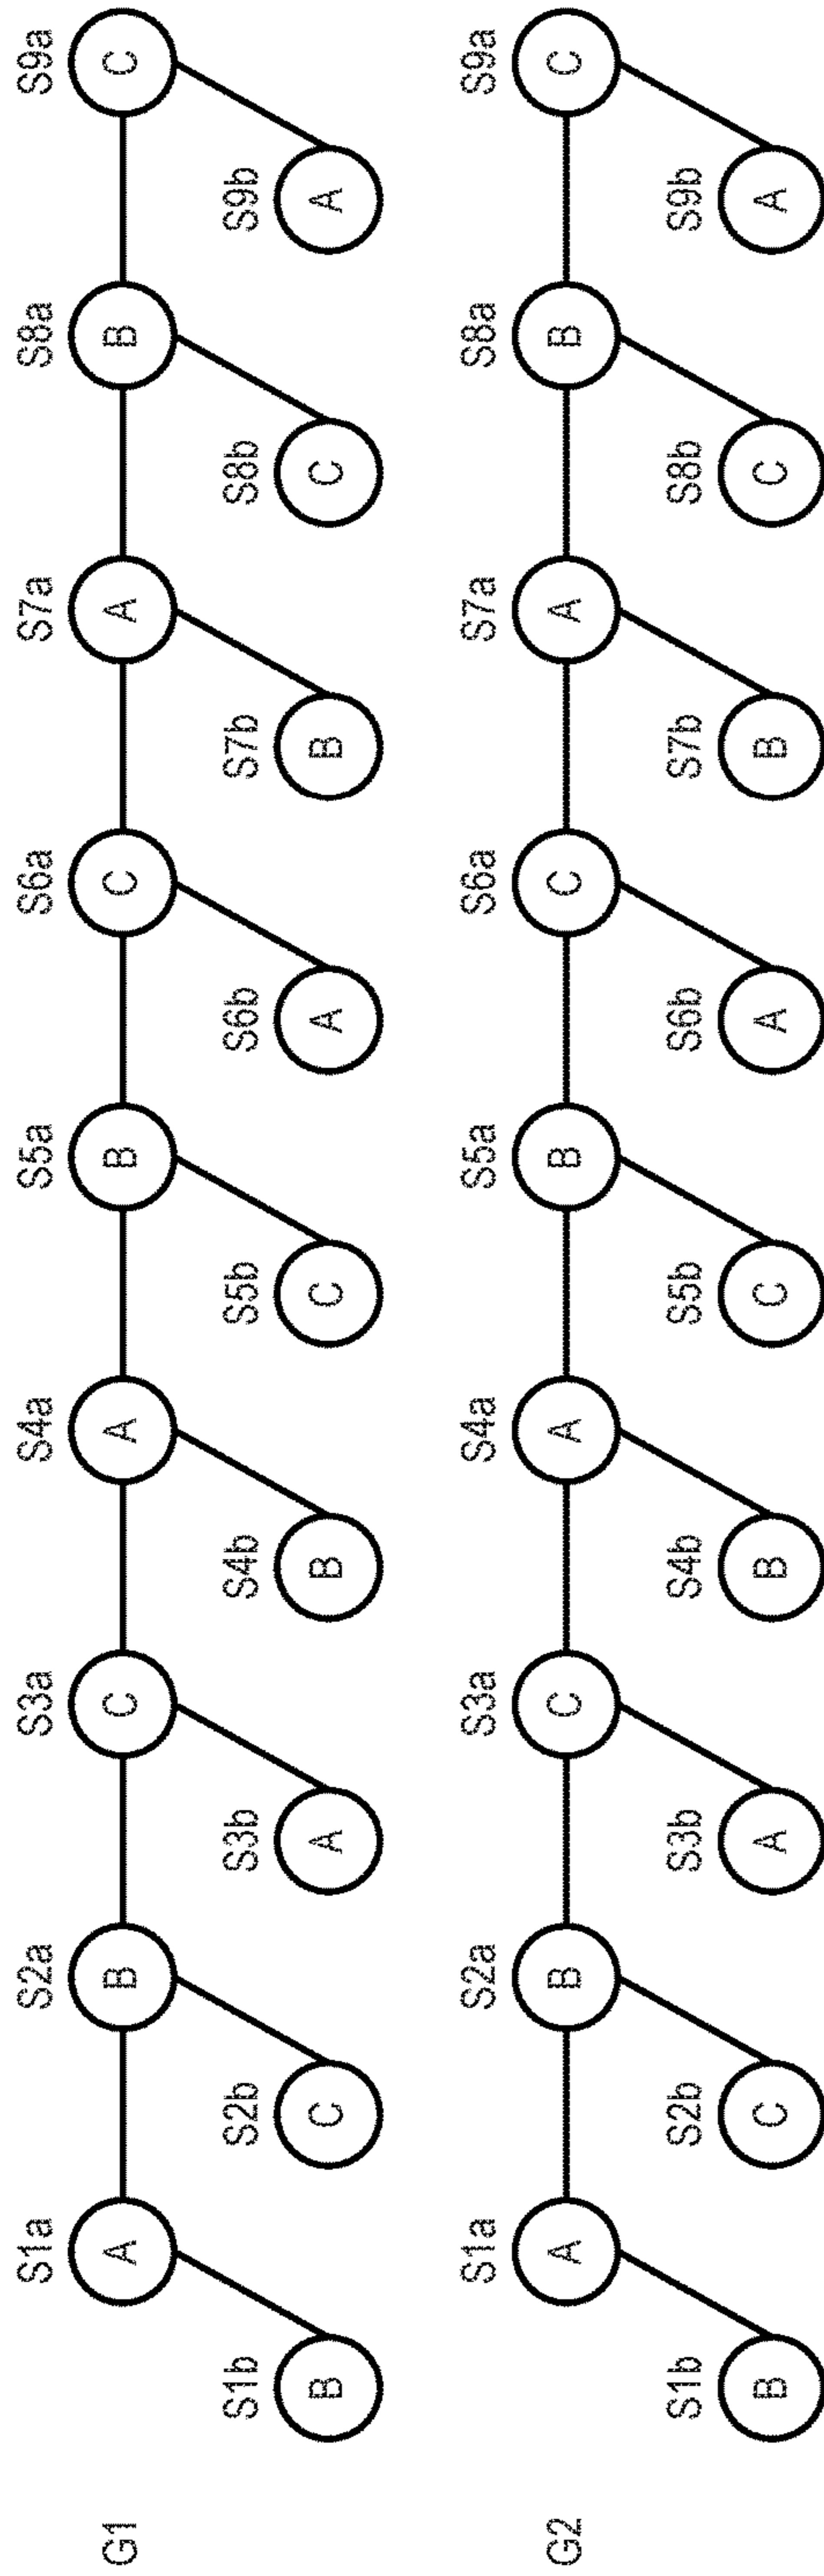 S1a S2a S3a S4a S5a S6a S7a S8a S9a
G1 A B C A B C A B C
S1b S2b S3b S4b S5b S6b S7b S8b S9b
B C A B C A B C A
S1a S2a S3a S4a S5a S6a S7a S8a S9a
G2 A B C A B C A B C
S1b S2b S3b S4b S5b S6b S7b S8b S9b
B C A B C A B C A